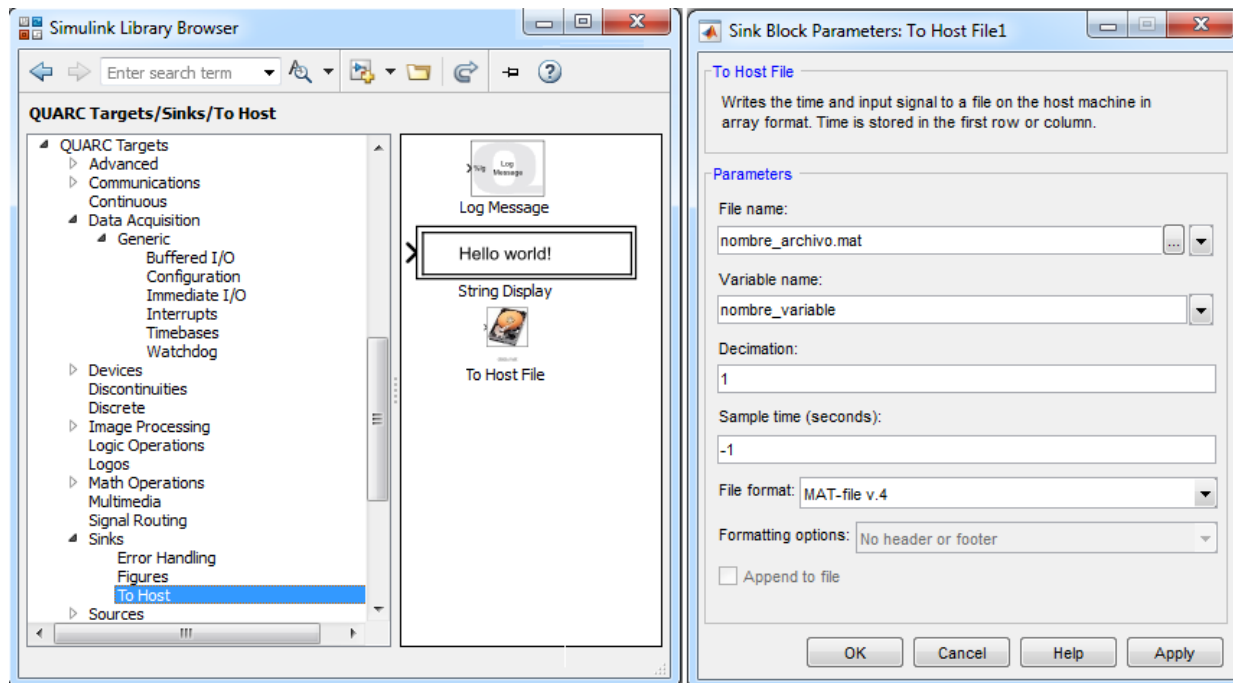 Simulink Library Browser
Enter search term
QUARC Targets/Sinks/To Host
QUARC Targets
Advanced
Communications
Continuous
Data Acquisition
Generic
Buffered I/O
Configuration
Immediate I/O
Interrupts
Timebases
Watchdog
Devices
Discontinuities
Discrete
Image Processing
Logic Operations
Logos
Math Operations
Multimedia
Signal Routing
Sinks
Error Handling
Figures
To Host
Sources
Log
Message
Log Message
Hello world!
String Display
To Host File
Sink Block Parameters: To Host File1
To Host File
Writes the time and input signal to a file on the host machine in
array format. Time is stored in the first row or column.
Parameters
File name:
nombre_archivo.mat
...
Variable name:
nombre_variable
Decimation:
1
Sample time (seconds):
-1
File format: MAT-file v.4
Formatting options: No header or footer
Append to file
OK Cancel Help Apply